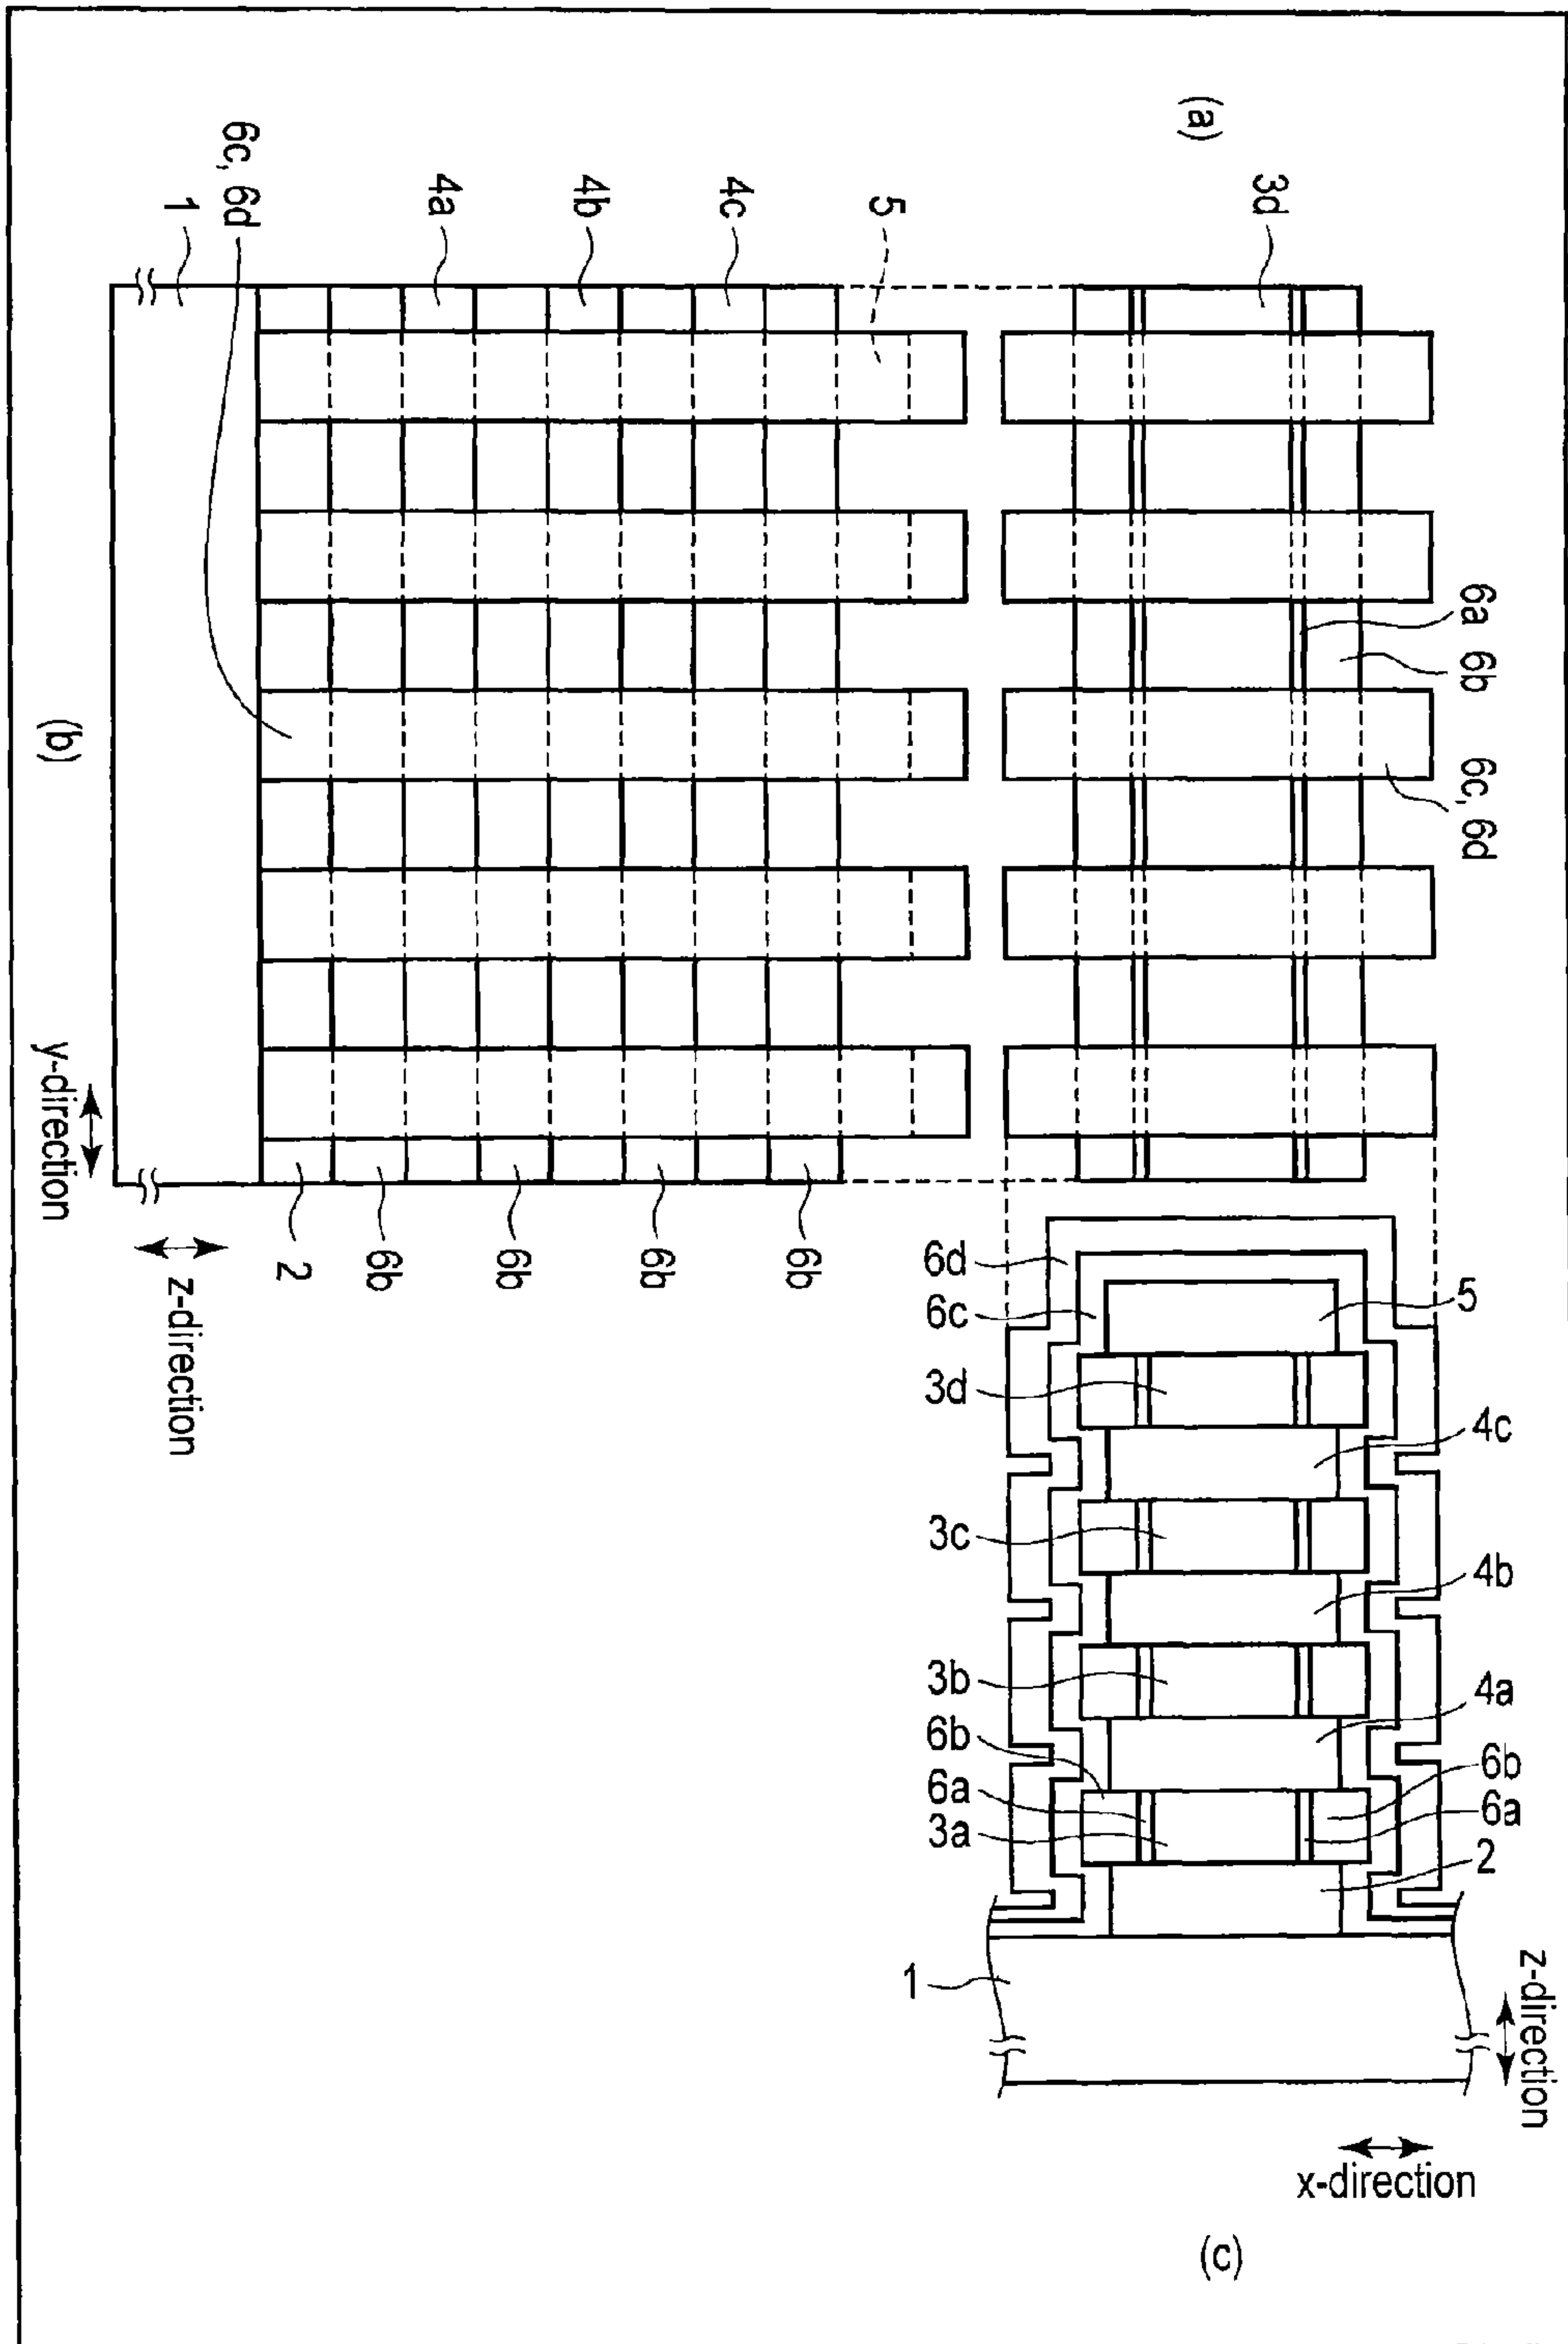 (a)
3d
6a
6b
6c, 6d
5
4c
4b
4a
1
6c, 6d
2
6b
6b
6b
6b
(b)
y-direction
z-direction
6d
6c
5
3d
4c
3c
4b
3b
4a
6b
6a
3a
6b
6a
2
1
z-direction
x-direction
(c)